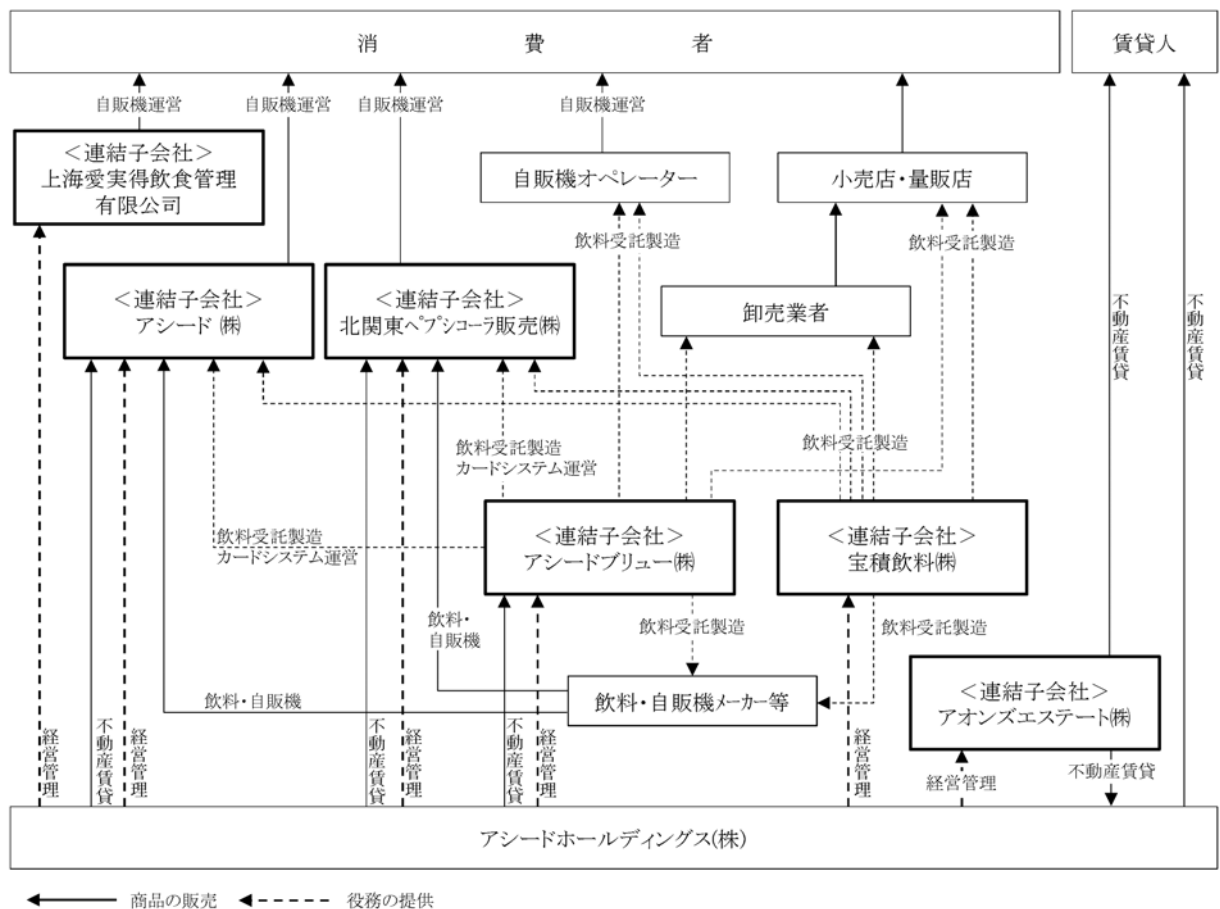 消 費 者
賃貸人
自販機運営
自販機運営
自販機運営
自販機運営
＜連結子会社＞
上海愛実得飲食管理
有限公司
自販機オペレーター
小売店・量販店
飲料受託製造
飲料受託製造
＜連結子会社＞
アシード ㈱
＜連結子会社＞
北関東ペプシコーラ販売㈱
卸売業者
不動産賃貸
不動産賃貸
飲料受託製造
カードシステム運営
飲料受託製造
＜連結子会社＞
アシードブリュー㈱
＜連結子会社＞
宝積飲料㈱
飲料受託製造
カードシステム運営
飲料・
自販機
飲料受託製造
飲料受託製造
＜連結子会社＞
アオンズエステート㈱
飲料・自販機
飲料・自販機メーカー等
経営管理
不動産賃貸
経営管理
不動産賃貸
経営管理
不動産賃貸
経営管理
経営管理
経営管理
不動産賃貸
アシードホールディングス(株)
商品の販売
役務の提供